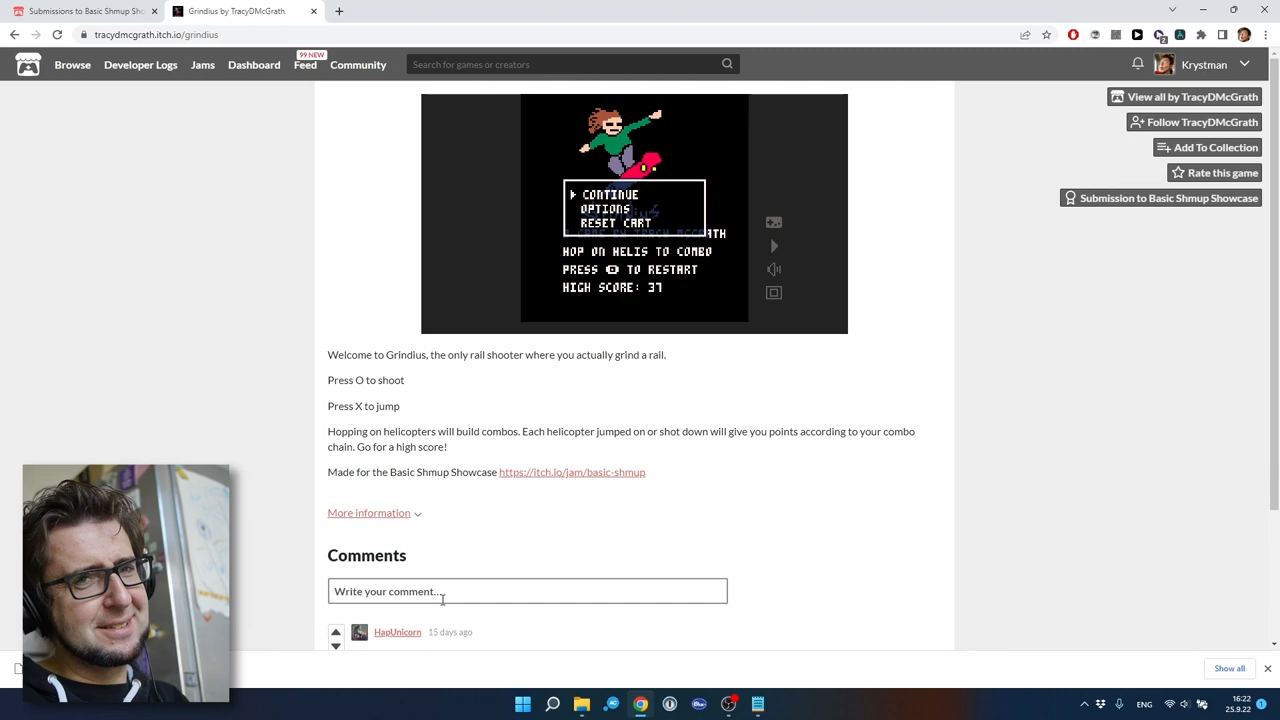 Submissions to Basic Shmup Sho
Grindius by TracyDMcGrath
tracydmcgrath.itch.io/grindius
99 NEW
Browse
Developer Logs
Jams
Dashboard
Feed
Community
Search for games or creators
Krystman
View all by TracyDMcGrath
Follow TracyDMcGrath
Add To Collection
Rate this game
Submission to Basic Shmup Showcase
CONTINUE
OPTIONS
RESET CART
HOP ON HELIS TO COMBO
PRESS TO RESTART
HIGH SCORE: 37
Welcome to Grindius, the only rail shooter where you actually grind a rail.
Press O to shoot
Press X to jump
Hopping on helicopters will build combos. Each helicopter jumped on or shot down will give you points according to your combo
chain. Go for a high score!
Made for the Basic Shmup Showcase https://itch.io/jam/basic-shmup
More information
Comments
Write your comment...
HapUnicorn 15 days ago
Show all
ENG
16:22
25.9.22